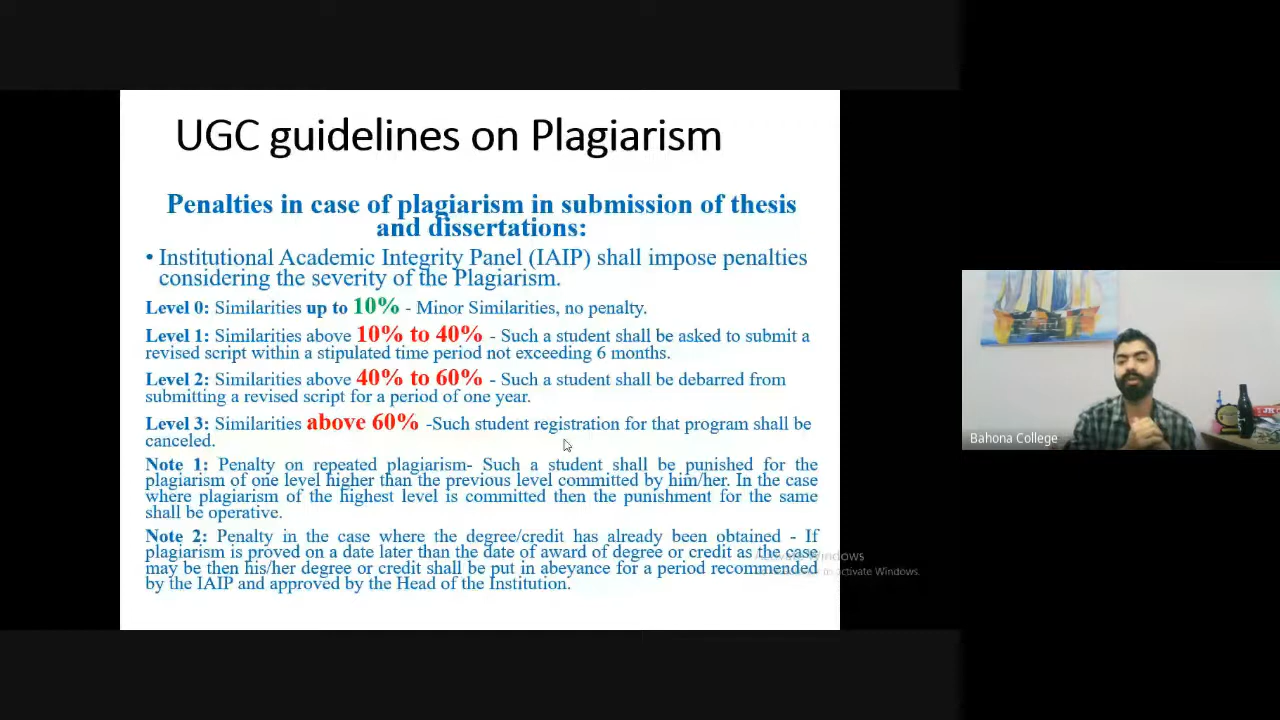 UGC guidelines on Plagiarism
Penalties in case of plagiarism in submission of thesis
and dissertations:
• Institutional Academic Integrity Panel (IAIP) shall impose penalties
considering the severity of the Plagiarism.
Level 0: Similarities up to 10% - Minor Similarities, no penalty.
Level 1: Similarities above 10% to 40% - Such a student shall be asked to submit a
revised script within a stipulated time period not exceeding 6 months.
Level 2: Similarities above 40% to 60% - Such a student shall be debarred from
submitting a revised script for a period of one year.
Level 3: Similarities above 60% -Such student registration for that program shall be
canceled.
Note 1: Penalty on repeated plagiarism- Such a student shall be punished for the
plagiarism of one level higher than the previous level committed by him/her. In the case
where plagiarism of the highest level is committed then the punishment for the same
shall be operative.
Note 2: Penalty in the case where the degree/credit has already been obtained - If
plagiarism is proved on a date later than the date of award of degree or credit as the case
may be then his/her degree or credit shall be put in abeyance for a period recommended
by the IAIP and approved by the Head of the Institution.
Windows
activate Windows.
Bahona College